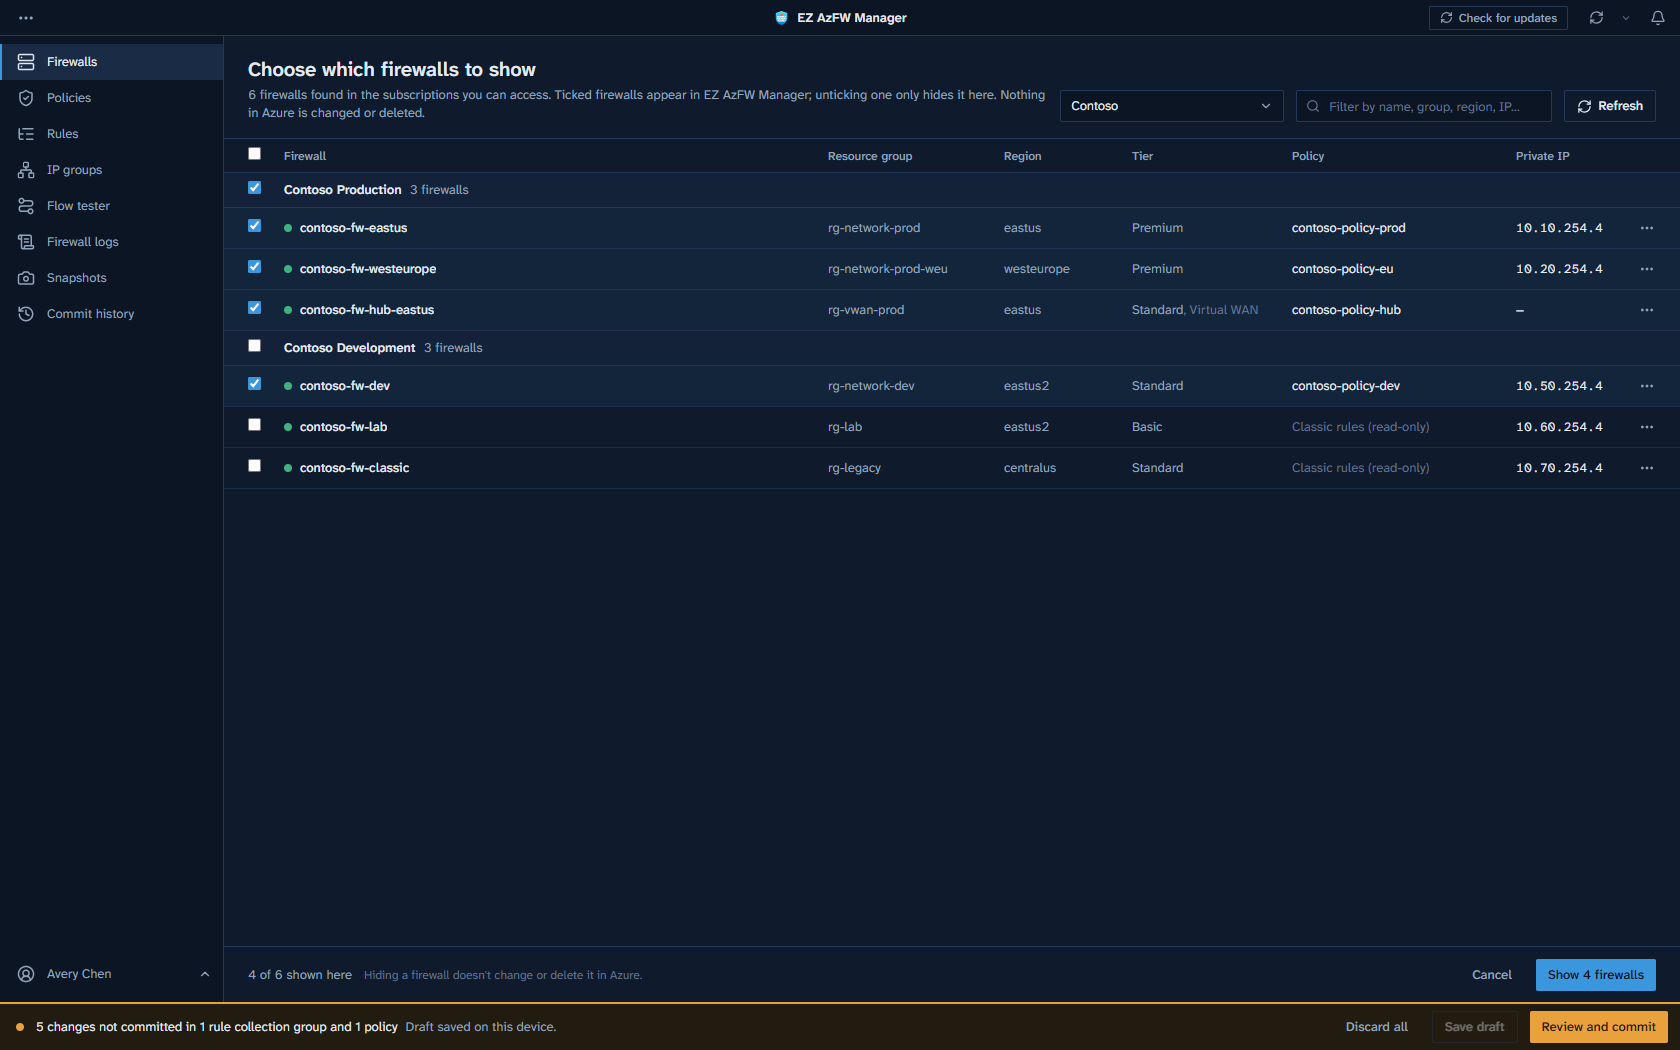 EZ AzFW Manager
Check for updates
Firewalls
Policies
Rules
IP groups
Flow tester
Firewall logs
Snapshots
Commit history
Avery Chen
Choose which firewalls to show
6 firewalls found in the subscriptions you can access. Ticked firewalls appear in EZ AzFW Manager; unticking one only hides it here. Nothing
in Azure is changed or deleted.
Contoso
Filter by name, group, region, IP...
Refresh
Firewall Resource group Region Tier Policy Private IP
Contoso Production 3 firewalls
contoso-fw-eastus rg-network-prod eastus Premium contoso-policy-prod 10.10.254.4
contoso-fw-westeurope rg-network-prod-weu westeurope Premium contoso-policy-eu 10.20.254.4
contoso-fw-hub-eastus rg-vwan-prod eastus Standard, Virtual WAN contoso-policy-hub –
Contoso Development 3 firewalls
contoso-fw-dev rg-network-dev eastus2 Standard contoso-policy-dev 10.50.254.4
contoso-fw-lab rg-lab eastus2 Basic Classic rules (read-only) 10.60.254.4
contoso-fw-classic rg-legacy centralus Standard Classic rules (read-only) 10.70.254.4
4 of 6 shown here Hiding a firewall doesn't change or delete it in Azure.
Cancel
Show 4 firewalls
5 changes not committed in 1 rule collection group and 1 policy Draft saved on this device.
Discard all
Save draft
Review and commit